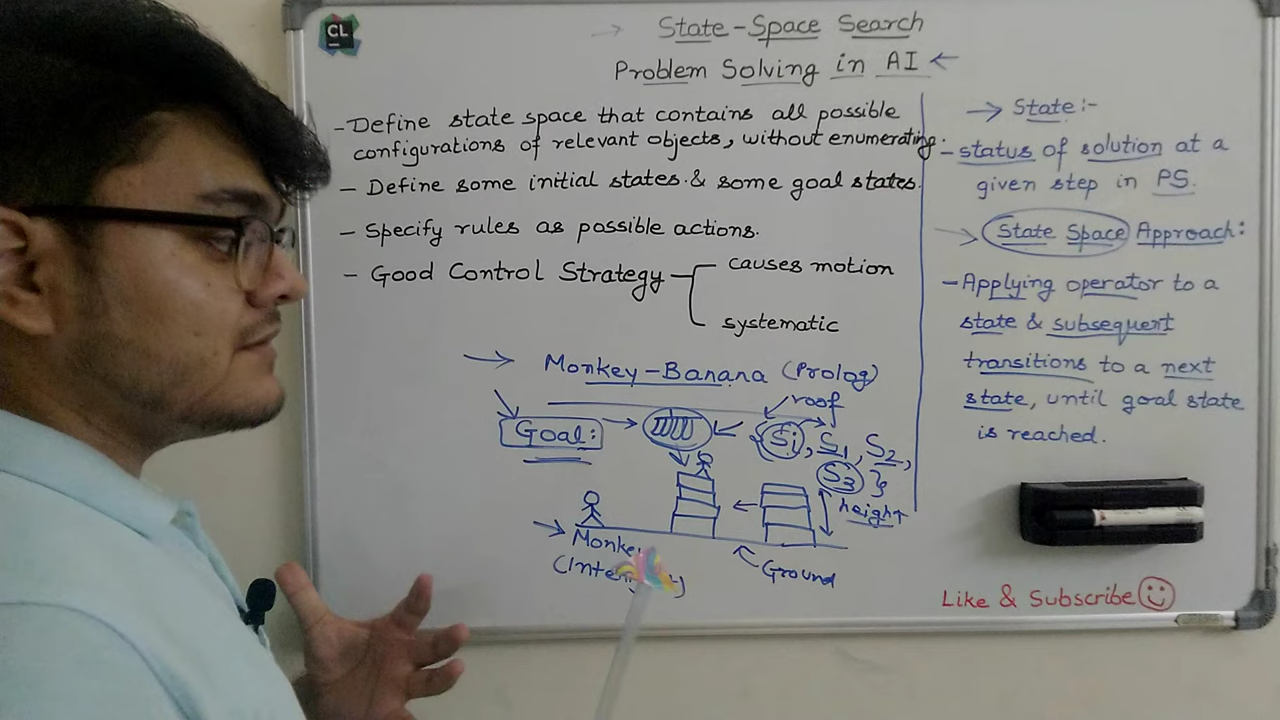 CL
State-Space Search
Problem Solving in AI
- Define state space that contains all possible
configurations of relevant objects, without enumerating.
- Define some initial states & some goal states.
- Specify rules as possible actions.
- Good Control Strategy
causes motion
systematic
Monkey-Banana (Prolog)
roof
Goal:
Si, S1, S2,
S3 }
height
Monkey
Ground
State:-
- status of solution at a
given step in PS.
State Space Approach:
- Applying operator to a
state & subsequent
transitions to a next
state, until goal state
is reached.
Like & Subscribe